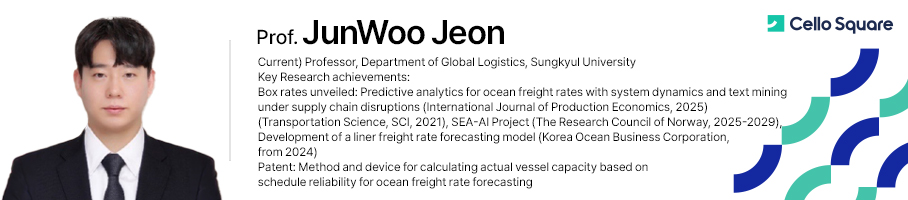 Prof. JunWoo Jeon
Cello Square
Current) Professor, Department of Global Logistics, Sungkyul University
Key Research achievements:
Box rates unveiled: Predictive analytics for ocean freight rates with system dynamics and text mining
under supply chain disruptions (International Journal of Production Economics, 2025)
(Transportation Science, SCI, 2021), SEA-AI Project (The Research Council of Norway, 2025-2029),
Development of a liner freight rate forecasting model (Korea Ocean Business Corporation,
from 2024)
Patent: Method and device for calculating actual vessel capacity based on
schedule reliability for ocean freight rate forecasting